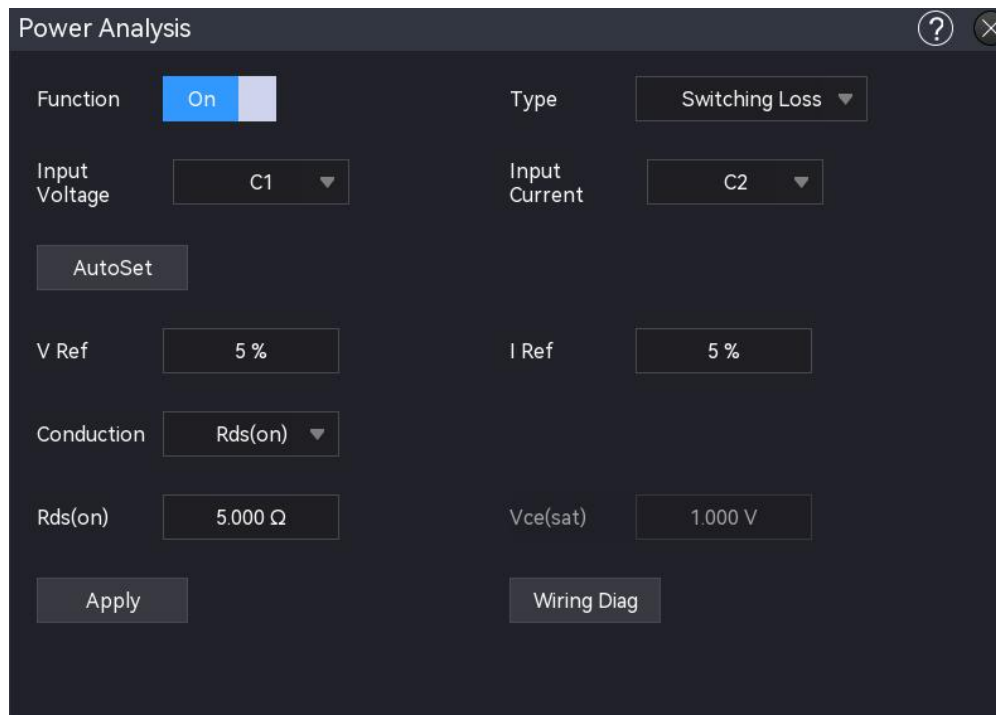 Power Analysis
?
Function
On
Type
Switching Loss
Input
Voltage
C1
Input
Current
C2
AutoSet
V Ref
5 %
I Ref
5 %
Conduction
Rds(on)
Rds(on)
5.000 Ω
Vce(sat)
1.000 V
Apply
Wiring Diag